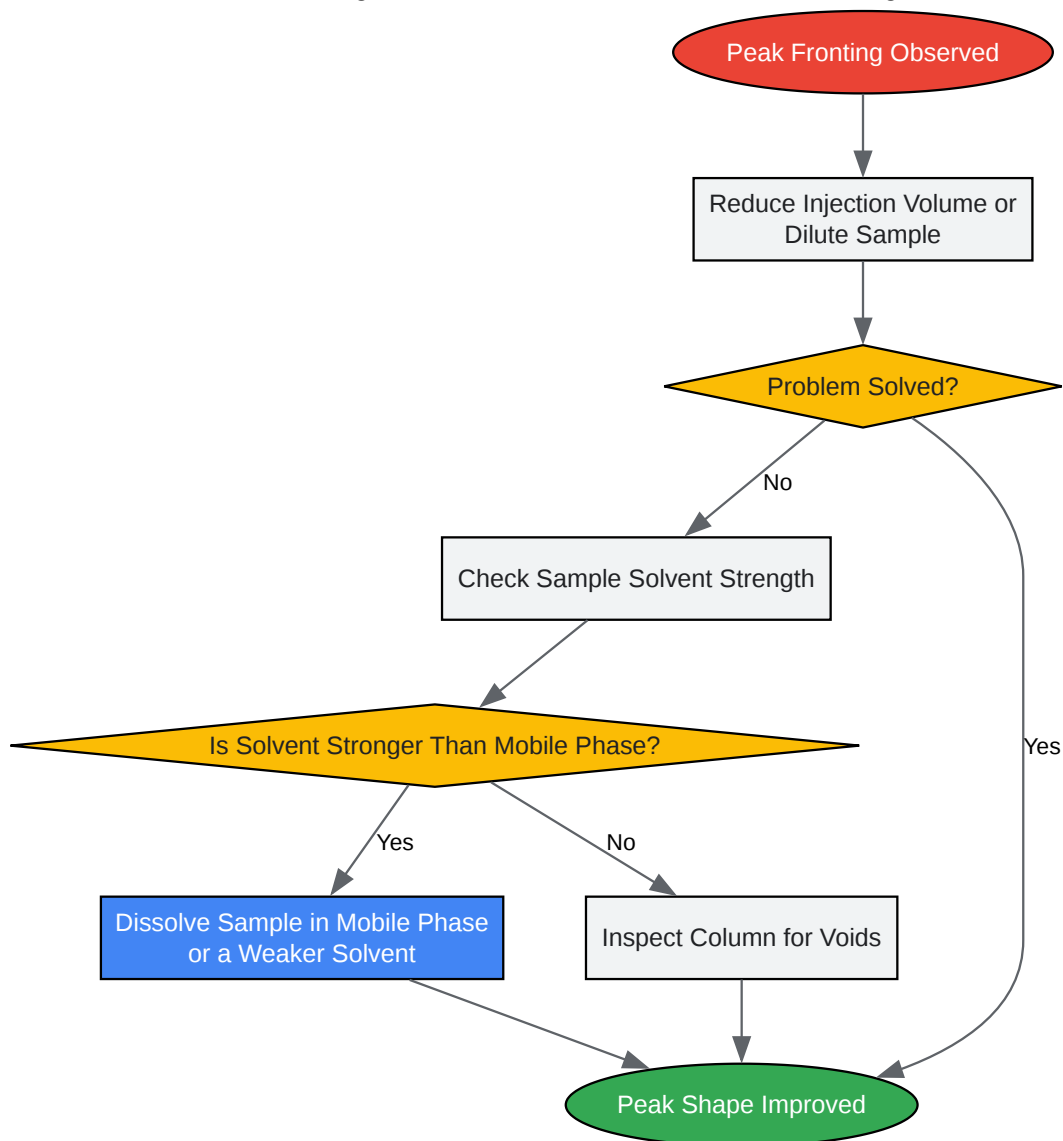 Peak Fronting Observed
Reduce Injection Volume or
Dilute Sample
Problem Solved?
No
Check Sample Solvent Strength
Is Solvent Stronger Than Mobile Phase?
Yes
Yes
No
Dissolve Sample in Mobile Phase
or a Weaker Solvent
Inspect Column for Voids
Peak Shape Improved